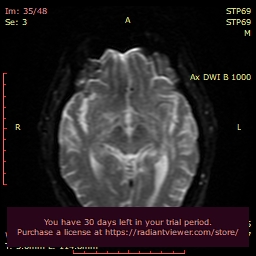 Im: 35/48
Se: 3
A
STP69
STP69
M
Ax DWI B 1000
R
L
You have 30 days left in your trial period.
Purchase a license at https://radiantviewer.com/store/